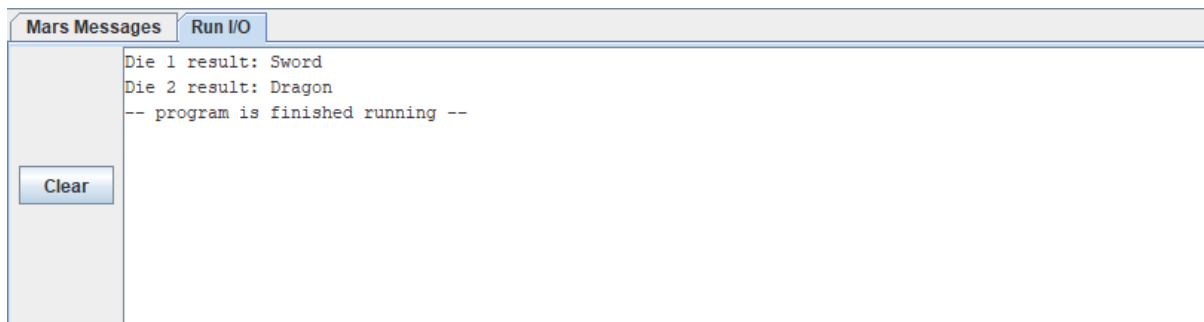 Mars Messages Run I/O
Die 1 result: Sword
Die 2 result: Dragon
-- program is finished running --
Clear